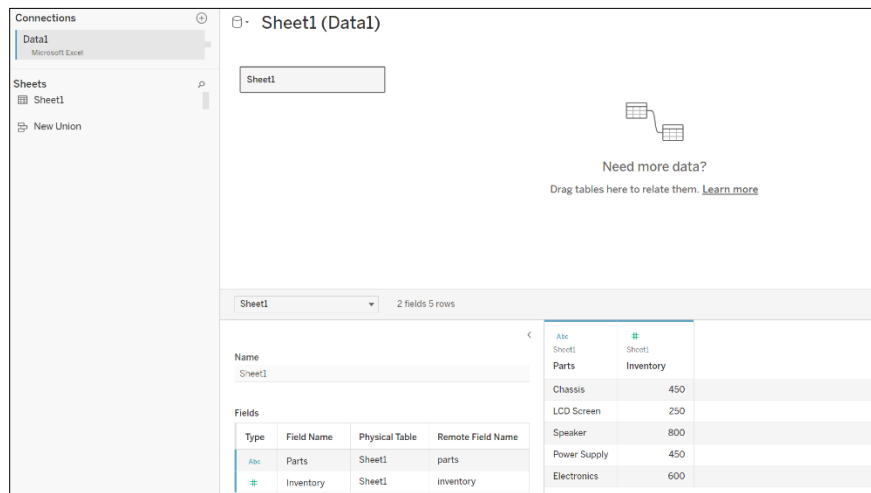 Connections
Data1
Microsoft Excel
Sheets
Sheet1
New Union
Sheet1 (Data1)
Sheet1
Need more data?
Drag tables here to relate them. Learn more
Sheet1 2 fields 5 rows
Name
Sheet1
Fields
Type Field Name Physical Table Remote Field Name
Abc Parts Sheet1 parts
# Inventory Sheet1 inventory
Abc #
Sheet1 Sheet1
Parts Inventory
Chassis 450
LCD Screen 250
Speaker 800
Power Supply 450
Electronics 600